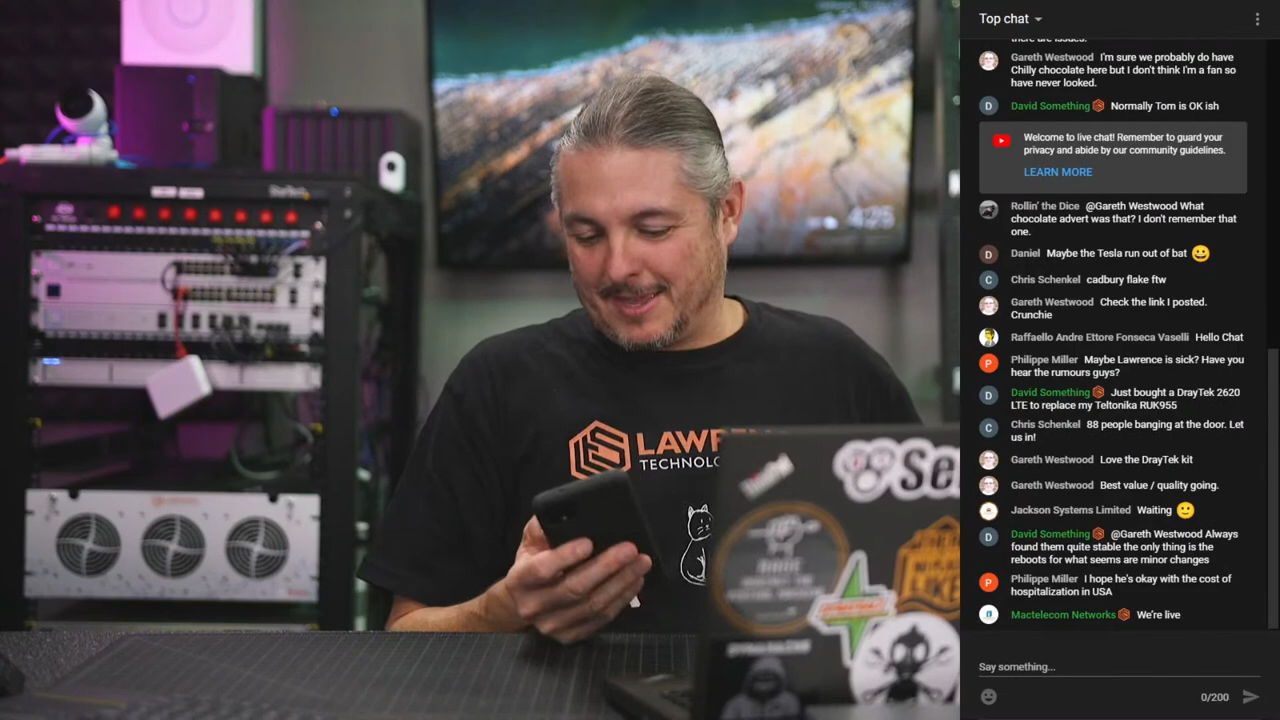 StarTech
4:25
LAWR
TECHNOLO
Se
Top chat
there are issues.
Gareth Westwood I'm sure we probably do have
Chilly chocolate here but I don't think I'm a fan so
have never looked.
D David Something Normally Tom is OK ish
Welcome to live chat! Remember to guard your
privacy and abide by our community guidelines.
LEARN MORE
Rollin' the Dice @Gareth Westwood What
chocolate advert was that? I don't remember that
one.
D Daniel Maybe the Tesla run out of bat 😀
C Chris Schenkel cadbury flake ftw
Gareth Westwood Check the link I posted.
Crunchie
Raffaello Andre Ettore Fonseca Vaselli Hello Chat
P Philippe Miller Maybe Lawrence is sick? Have you
hear the rumours guys?
D David Something Just bought a DrayTek 2620
LTE to replace my Teltonika RUK955
C Chris Schenkel 88 people banging at the door. Let
us in!
Gareth Westwood Love the DrayTek kit
Gareth Westwood Best value / quality going.
Jackson Systems Limited Waiting 🙂
D David Something @Gareth Westwood Always
found them quite stable the only thing is the
reboots for what seems are minor changes
P Philippe Miller I hope he's okay with the cost of
hospitalization in USA
Mactelecom Networks We're live
Say something...
0/200